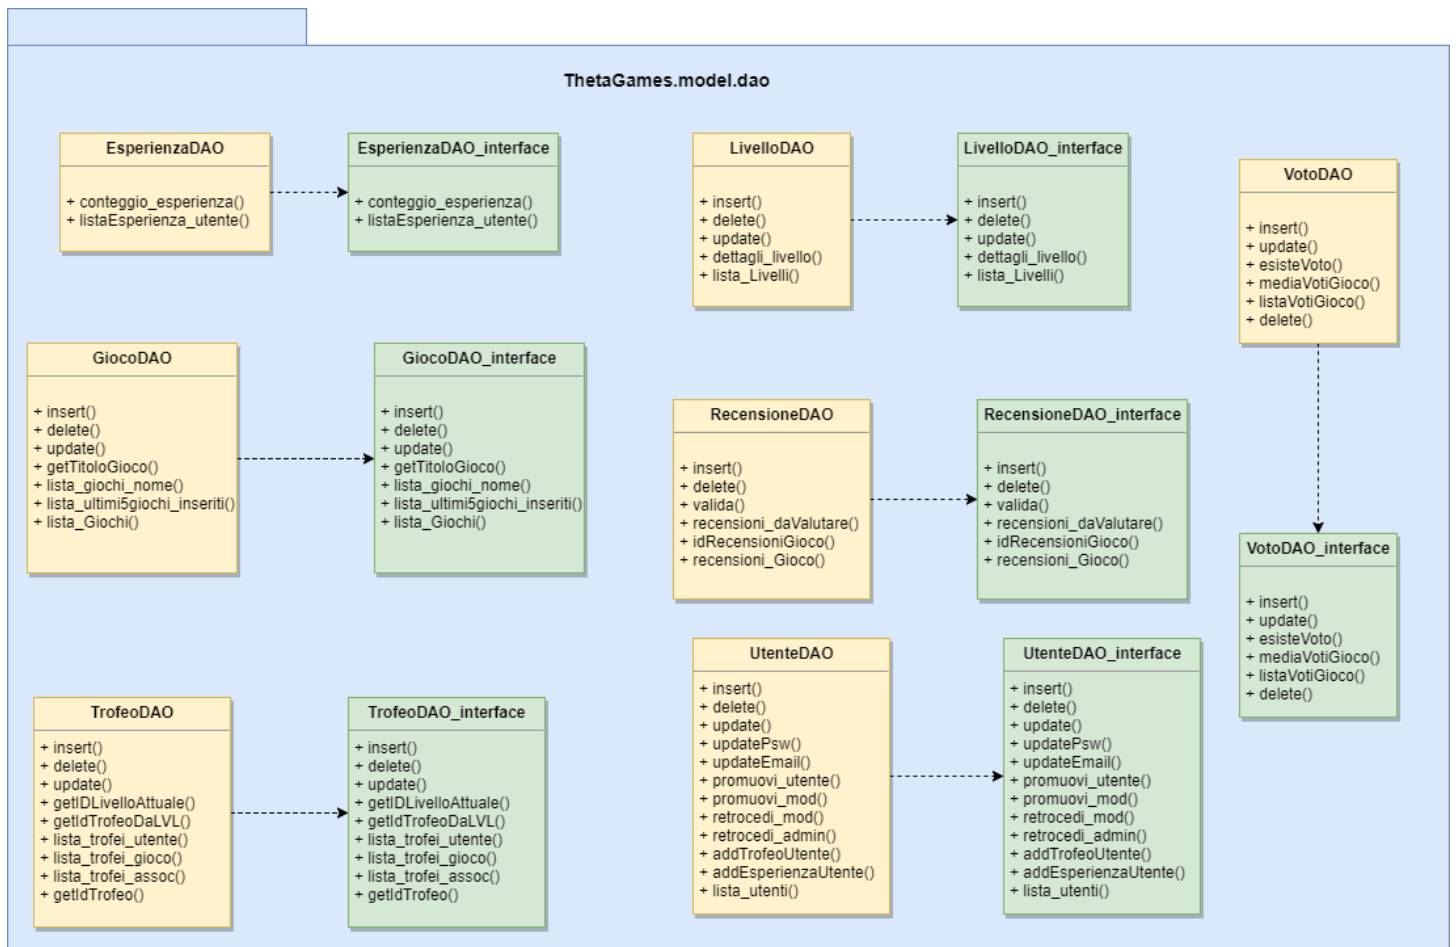 ThetaGames.model.dao
EsperienzaDAO
+ conteggio_esperienza()
+ listaEsperienza_utente()
EsperienzaDAO_interface
+ conteggio_esperienza()
+ listaEsperienza_utente()
LivelloDAO
+ insert()
+ delete()
+ update()
+ dettagli_livello()
+ lista_Livelli()
LivelloDAO_interface
+ insert()
+ delete()
+ update()
+ dettagli_livello()
+ lista_Livelli()
VotoDAO
+ insert()
+ update()
+ esisteVoto()
+ mediaVotiGioco()
+ listaVotiGioco()
+ delete()
GiocoDAO
+ insert()
+ delete()
+ update()
+ getTitoloGioco()
+ lista_giochi_nome()
+ lista_ultimi5giochi_inseriti()
+ lista_Giochi()
GiocoDAO_interface
+ insert()
+ delete()
+ update()
+ getTitoloGioco()
+ lista_giochi_nome()
+ lista_ultimi5giochi_inseriti()
+ lista_Giochi()
RecensioneDAO
+ insert()
+ delete()
+ valida()
+ recensioni_daValutare()
+ idRecensioniGioco()
+ recensioni_Gioco()
RecensioneDAO_interface
+ insert()
+ delete()
+ valida()
+ recensioni_daValutare()
+ idRecensioniGioco()
+ recensioni_Gioco()
VotoDAO_interface
+ insert()
+ update()
+ esisteVoto()
+ mediaVotiGioco()
+ listaVotiGioco()
+ delete()
TrofeoDAO
+ insert()
+ delete()
+ update()
+ getIDLivelloAttuale()
+ getIdTrofeoDaLVL()
+ lista_trofei_utente()
+ lista_trofei_gioco()
+ lista_trofei_assoc()
+ getIdTrofeo()
TrofeoDAO_interface
+ insert()
+ delete()
+ update()
+ getIDLivelloAttuale()
+ getIdTrofeoDaLVL()
+ lista_trofei_utente()
+ lista_trofei_gioco()
+ lista_trofei_assoc()
+ getIdTrofeo()
UtenteDAO
+ insert()
+ delete()
+ update()
+ updatePsw()
+ updateEmail()
+ promuovi_utente()
+ promuovi_mod()
+ retrocedi_mod()
+ retrocedi_admin()
+ addTrofeoUtente()
+ addEsperienzaUtente()
+ lista_utenti()
UtenteDAO_interface
+ insert()
+ delete()
+ update()
+ updatePsw()
+ updateEmail()
+ promuovi_utente()
+ promuovi_mod()
+ retrocedi_mod()
+ retrocedi_admin()
+ addTrofeoUtente()
+ addEsperienzaUtente()
+ lista_utenti()